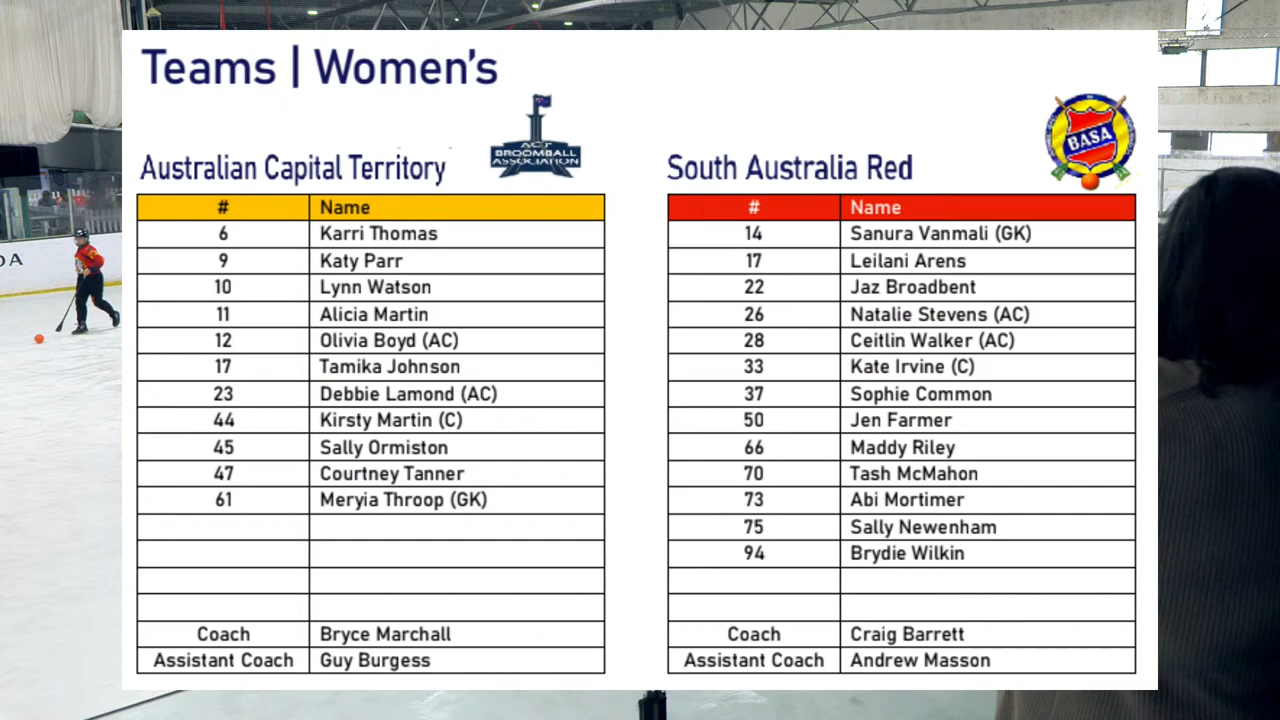 Teams | Women's
ACT
BROOMBALL
ASSOCIATION
Australian Capital Territory
# Name
6 Karri Thomas
9 Katy Parr
10 Lynn Watson
11 Alicia Martin
12 Olivia Boyd (AC)
17 Tamika Johnson
23 Debbie Lamond (AC)
44 Kirsty Martin (C)
45 Sally Ormiston
47 Courtney Tanner
61 Meryia Throop (GK)
Coach Bryce Marchall
Assistant Coach Guy Burgess
BASA
South Australia Red
# Name
14 Sanura Vanmali (GK)
17 Leilani Arens
22 Jaz Broadbent
26 Natalie Stevens (AC)
28 Ceitlin Walker (AC)
33 Kate Irvine (C)
37 Sophie Common
50 Jen Farmer
66 Maddy Riley
70 Tash McMahon
73 Abi Mortimer
75 Sally Newenham
94 Brydie Wilkin
Coach Craig Barrett
Assistant Coach Andrew Masson